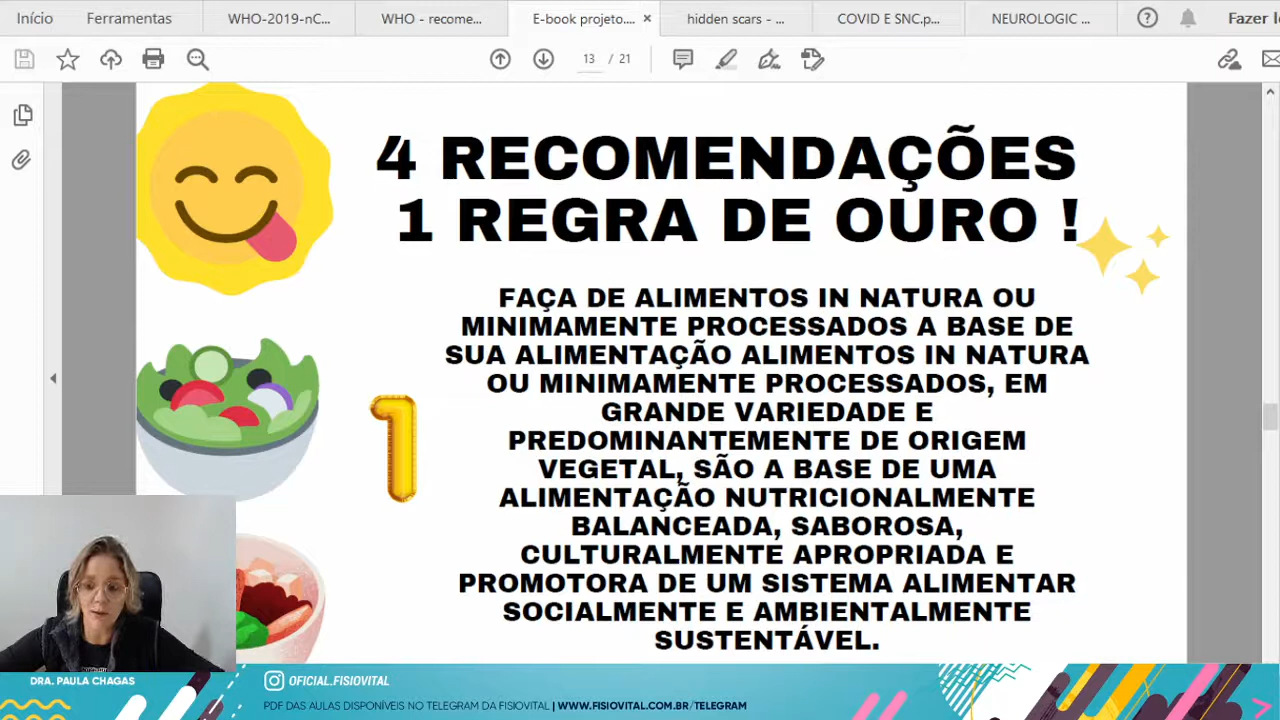 Início
Ferramentas
WHO-2019-nC...
WHO - recome...
E-book projeto....
hidden scars - ...
COVID E SNC.p...
NEUROLOGIC ...
Fazer lo
13 / 21
4 RECOMENDAÇÕES
1 REGRA DE OURO !
FAÇA DE ALIMENTOS IN NATURA OU
MINIMAMENTE PROCESSADOS A BASE DE
SUA ALIMENTAÇÃO ALIMENTOS IN NATURA
OU MINIMAMENTE PROCESSADOS, EM
GRANDE VARIEDADE E
PREDOMINANTEMENTE DE ORIGEM
VEGETAL, SÃO A BASE DE UMA
ALIMENTAÇÃO NUTRICIONALMENTE
BALANCEADA, SABOROSA,
CULTURALMENTE APROPRIADA E
PROMOTORA DE UM SISTEMA ALIMENTAR
SOCIALMENTE E AMBIENTALMENTE
SUSTENTÁVEL.
1
DRA. PAULA CHAGAS
OFICIAL.FISIOVITAL
PDF DAS AULAS DISPONÍVEIS NO TELEGRAM DA FISIOVITAL | WWW.FISIOVITAL.COM.BR/TELEGRAM